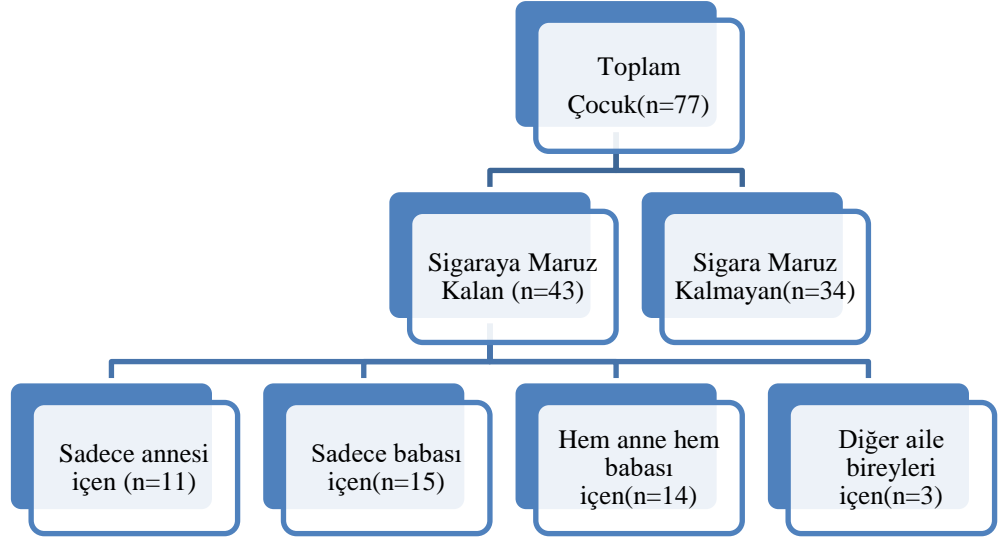 Toplam
Çocuk(n=77)
Sigaraya Maruz
Kalan (n=43)
Sigara Maruz
Kalmayan(n=34)
Sadece annesi
içen (n=11)
Sadece babası
içen(n=15)
Hem anne hem
babası
içen(n=14)
Diğer aile
bireyleri
içen(n=3)